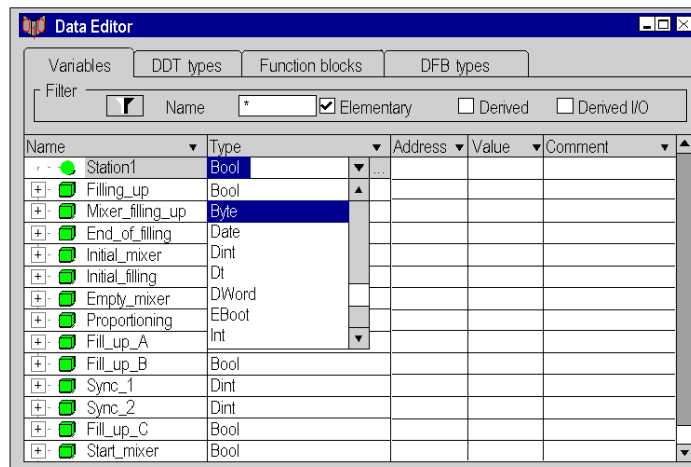 Data Editor
Variables DDT types Function blocks DFB types
Filter
Name * Elementary Derived Derived I/O
Name Type Address Value Comment
Station1 Bool ...
Filling_up Bool
Mixer_filling_up Byte
End_of_filling Date
Initial_mixer Dint
Initial_filling Dt
Empty_mixer DWord
Proportioning EBoot
Fill_up_A Int
Fill_up_B Bool
Sync_1 Dint
Sync_2 Dint
Fill_up_C Bool
Start_mixer Bool